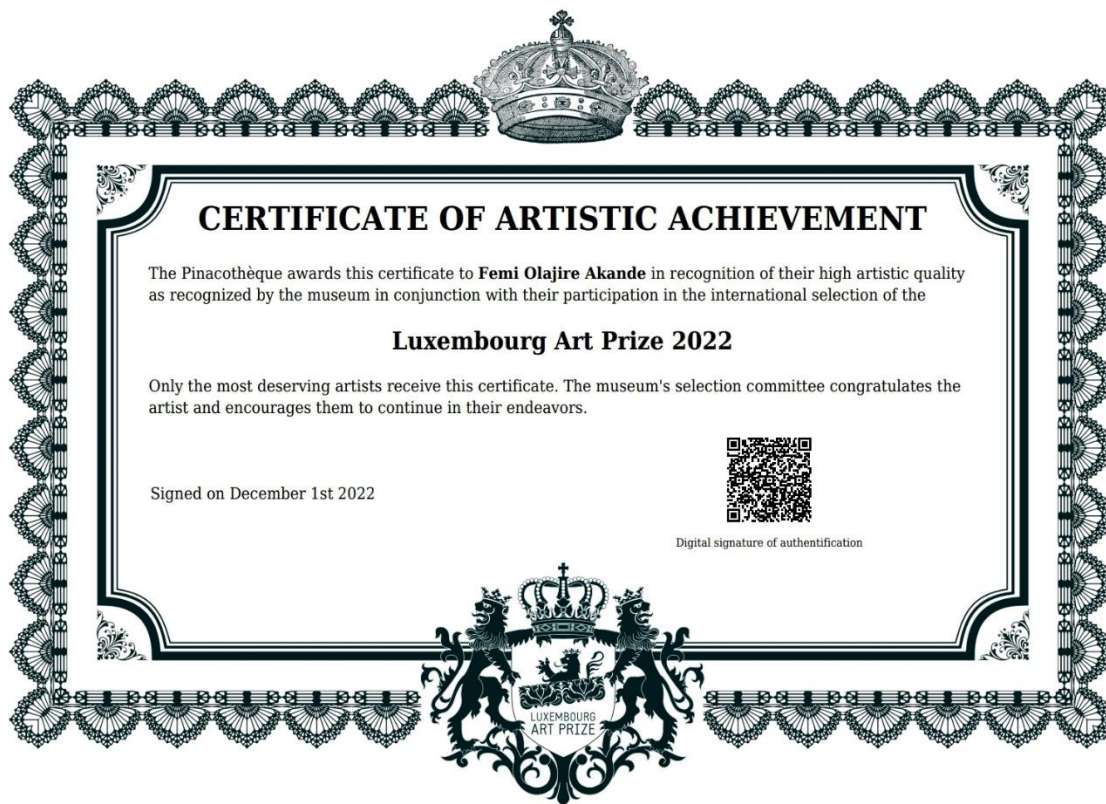 CERTIFICATE OF ARTISTIC ACHIEVEMENT
The Pinacothèque awards this certificate to Femi Olajire Akande in recognition of their high artistic quality
as recognized by the museum in conjunction with their participation in the international selection of the
Luxembourg Art Prize 2022
Only the most deserving artists receive this certificate. The museum's selection committee congratulates the
artist and encourages them to continue in their endeavors.
Signed on December 1st 2022
Digital signature of authentification
LUXEMBOURG
ART PRIZE